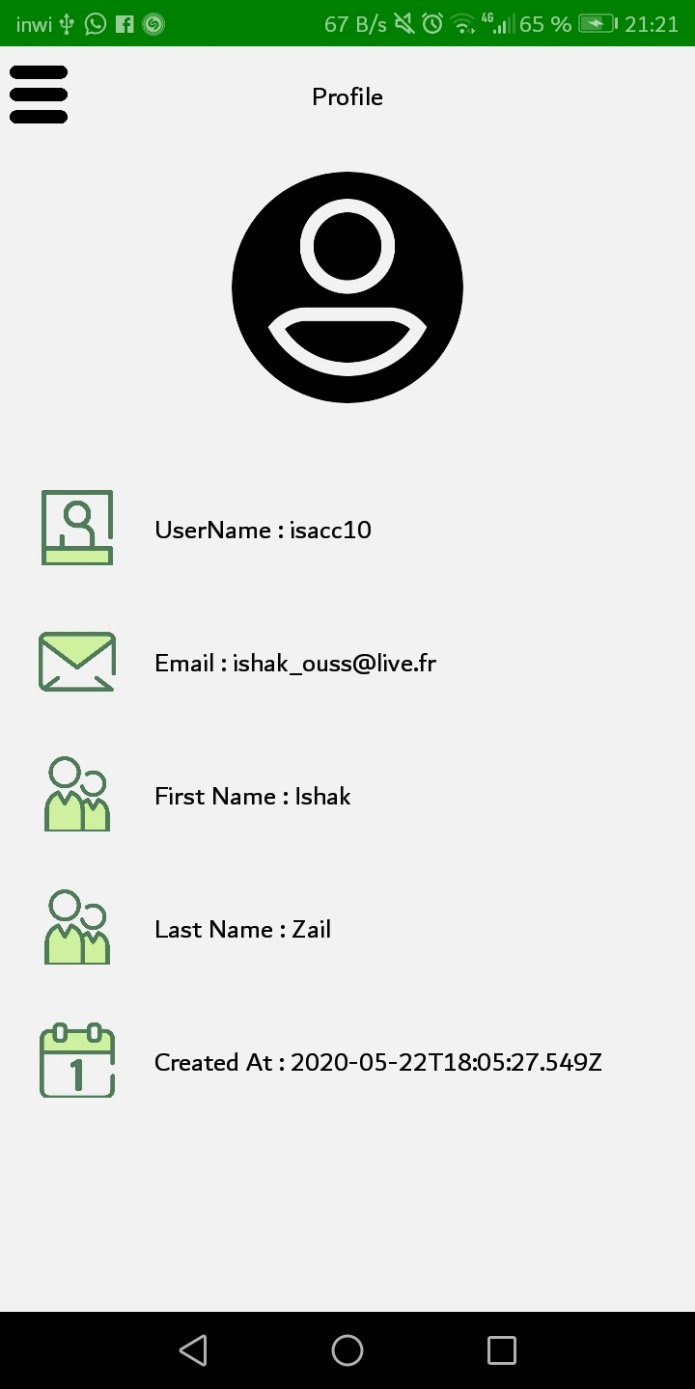 inwi 67 B/s 4G 65 % 21:21
Profile
UserName : isacc10
Email : ishak_ouss@live.fr
First Name : Ishak
Last Name : Zail
1
Created At : 2020-05-22T18:05:27.549Z